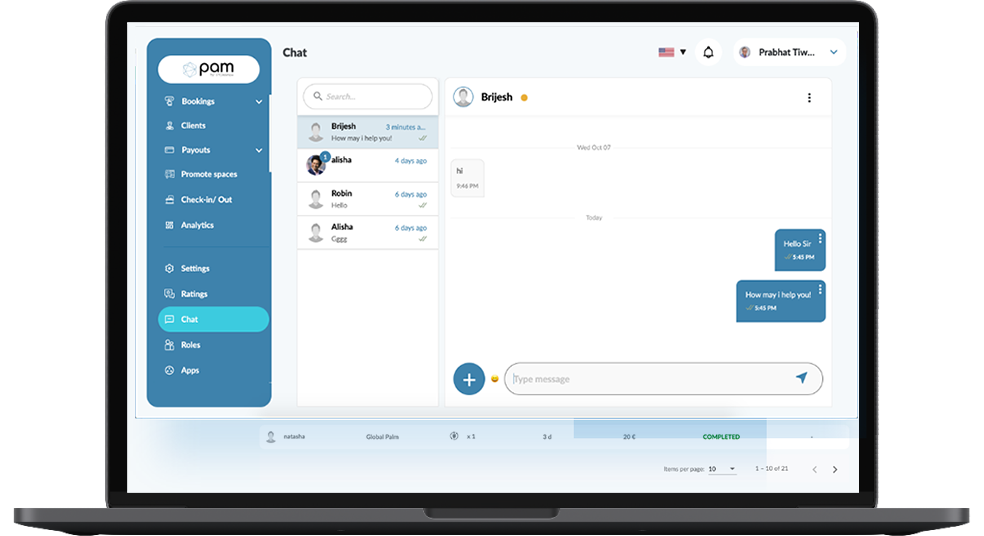 pam
Bookings
Clients
Payouts
Promote spaces
Check-in/ Out
Analytics
Settings
Ratings
Chat
Roles
Apps
Chat
Prabhat Tiw...
Search...
Brijesh 3 minutes a...
How may i help you!
1
alisha 4 days ago
Robin 6 days ago
Hello
Alisha 6 days ago
Gggg
Brijesh
Wed Oct 07
hi
9:46 PM
Today
Hello Sir
5:45 PM
How may i help you!
5:45 PM
Type message
natasha Global Palm x 1 3 d 20 € COMPLETED -
Items per page: 10 1 – 10 of 21